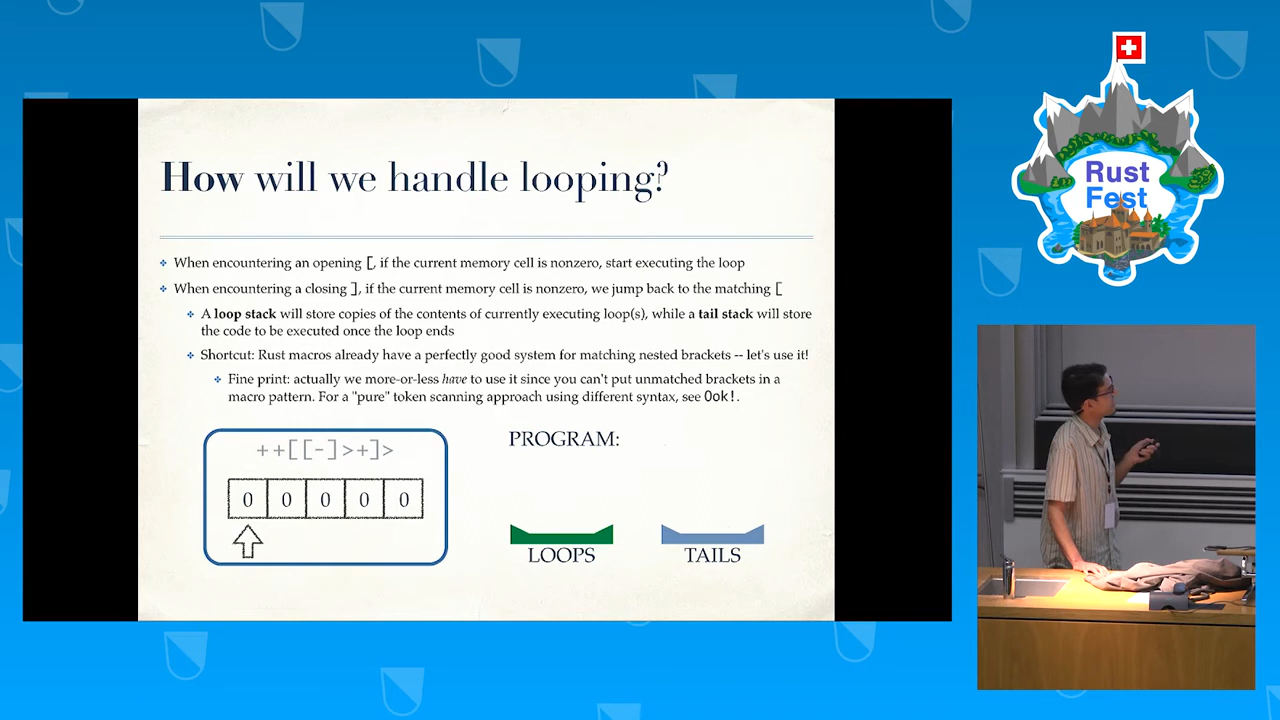 How will we handle looping?
When encountering an opening [, if the current memory cell is nonzero, start executing the loop
When encountering a closing ], if the current memory cell is nonzero, we jump back to the matching [
A loop stack will store copies of the contents of currently executing loop(s), while a tail stack will store
the code to be executed once the loop ends
Shortcut: Rust macros already have a perfectly good system for matching nested brackets -- let's use it!
Fine print: actually we more-or-less have to use it since you can't put unmatched brackets in a
macro pattern. For a "pure" token scanning approach using different syntax, see Ook!.
++[[-]>+]>
0 0 0 0 0
PROGRAM:
LOOPS
TAILS
Rust
Fest